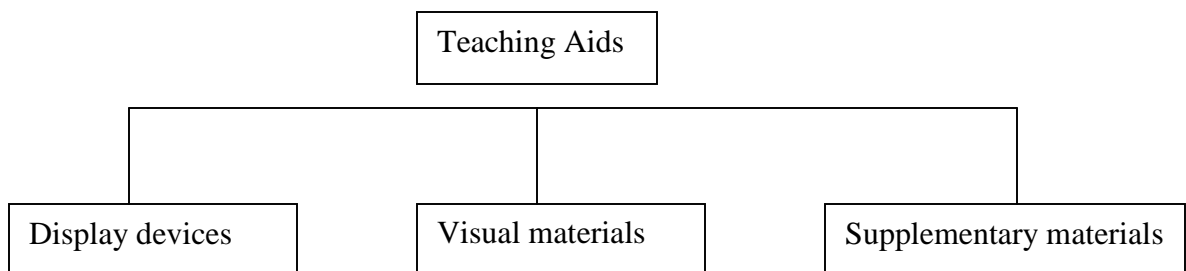 Teaching Aids
Display devices
Visual materials
Supplementary materials